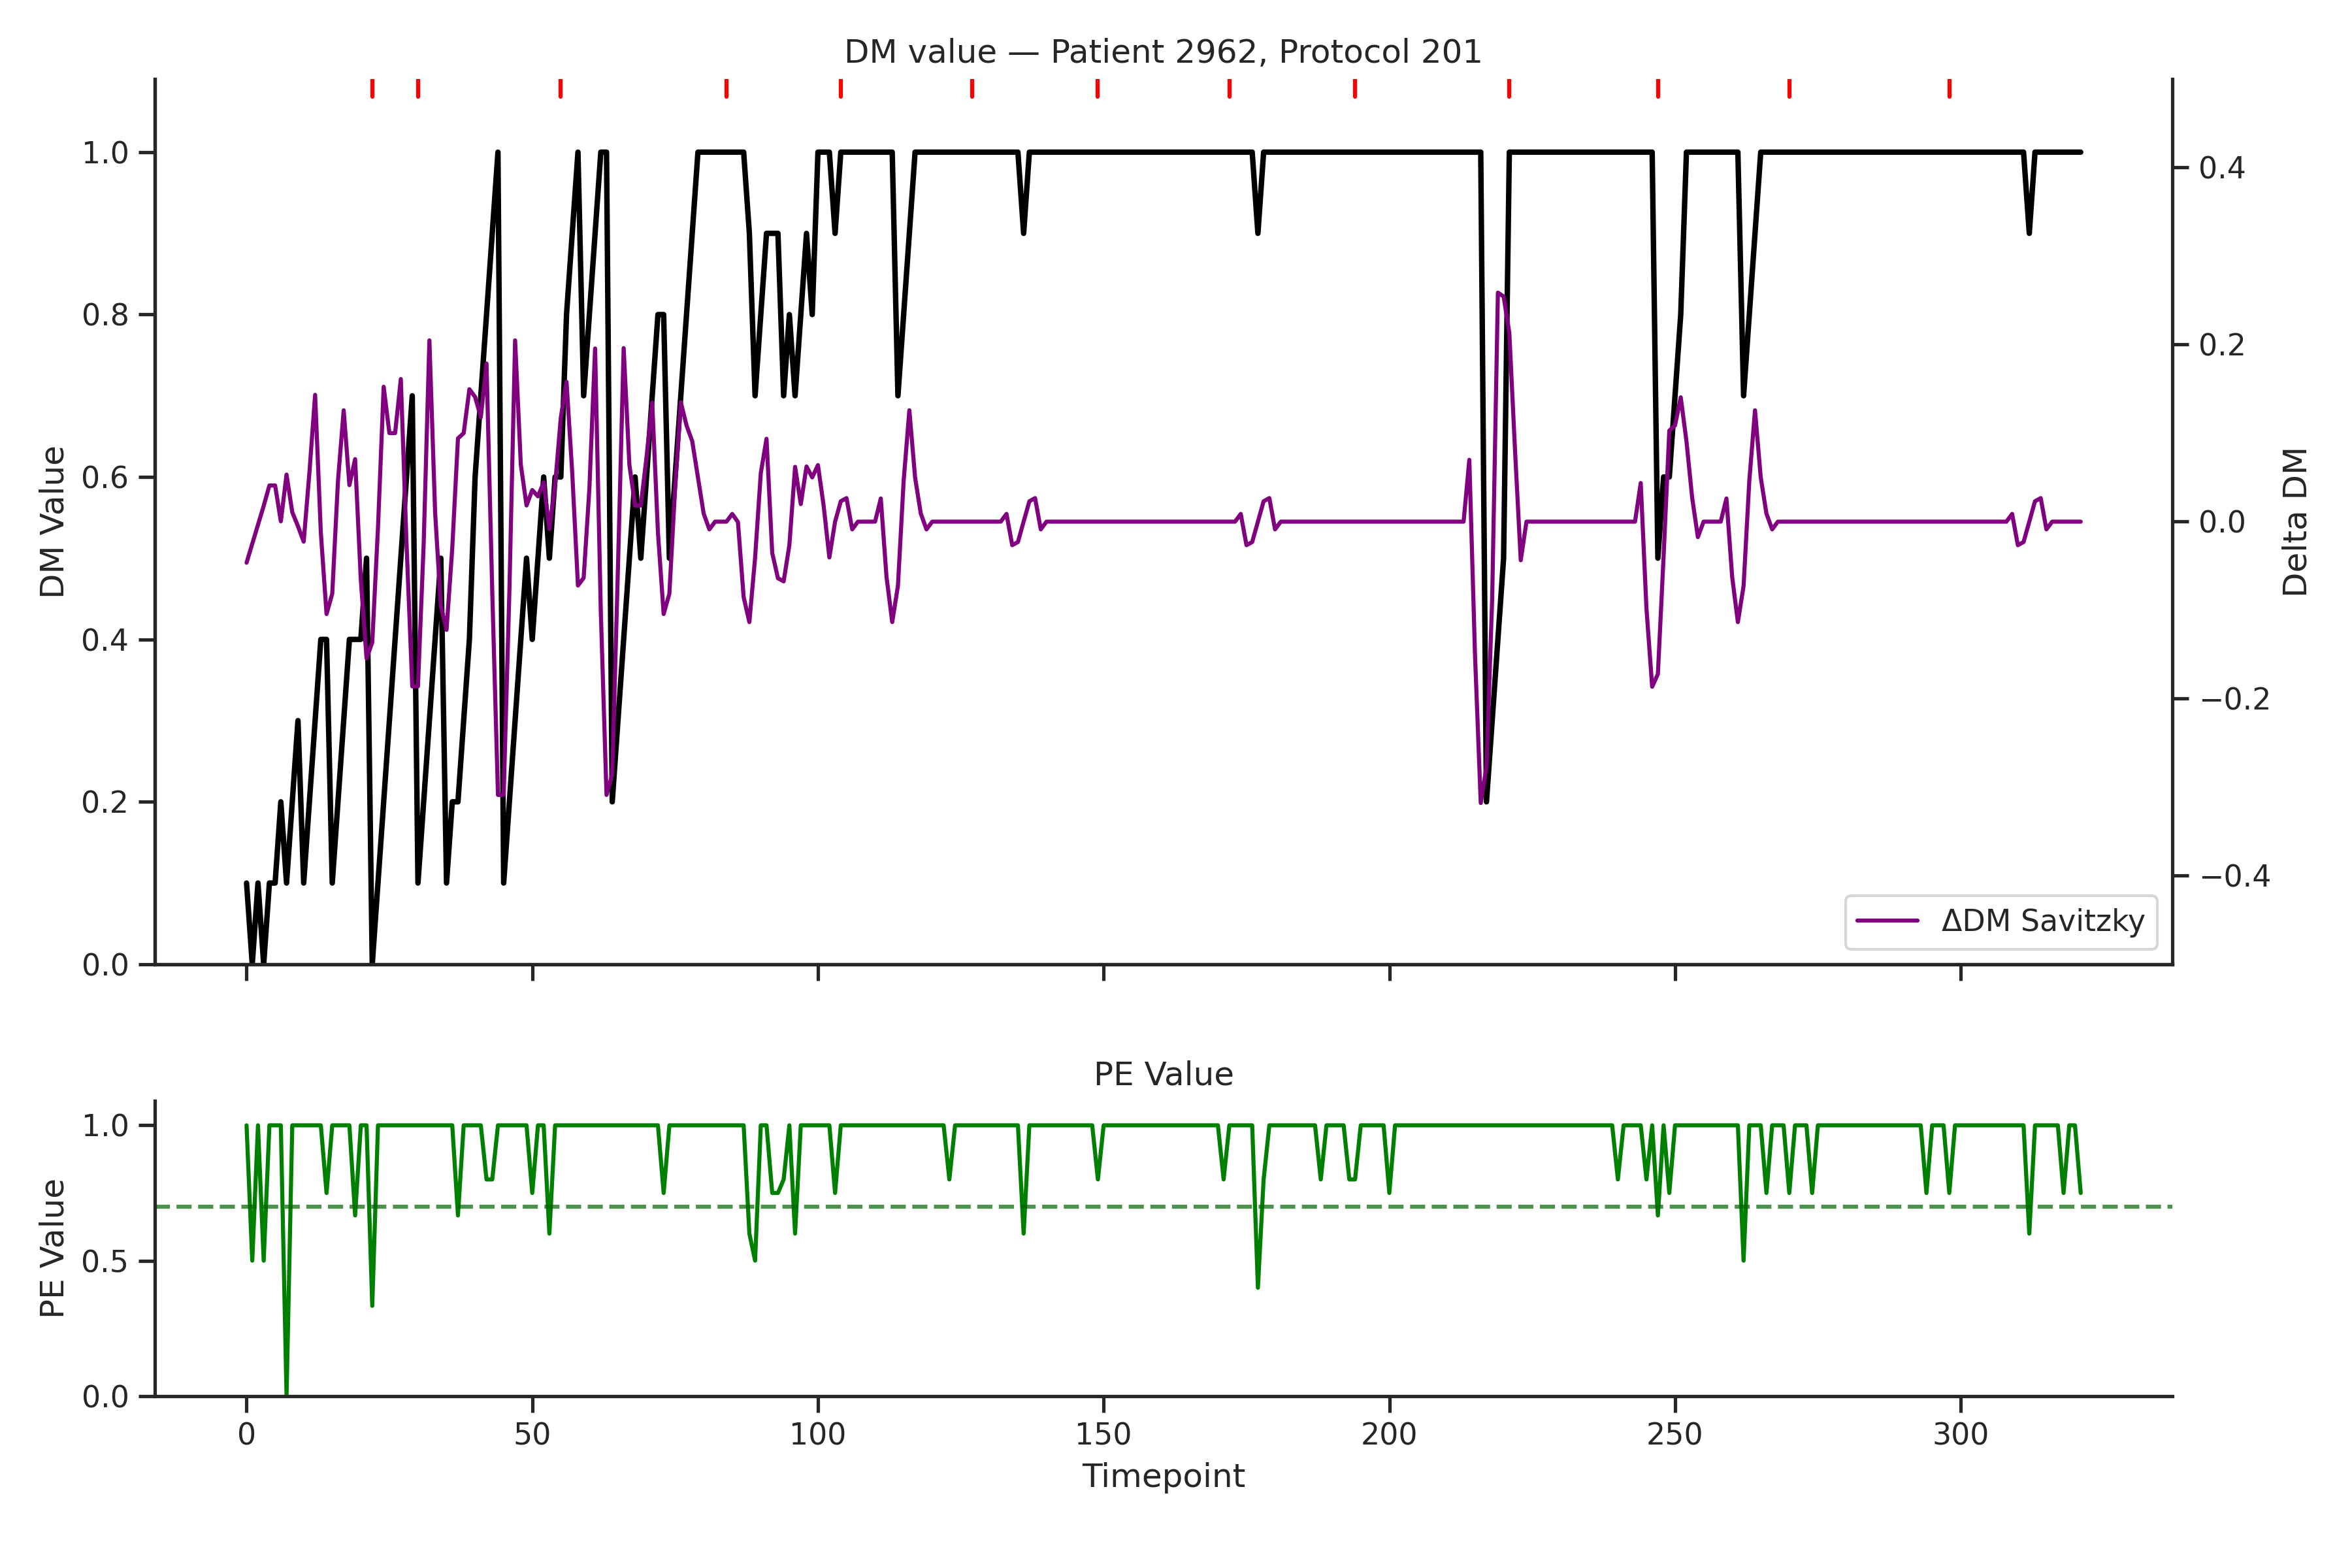 DM value — Patient 2962, Protocol 201
DM Value
1.0
0.8
0.6
0.4
0.2
0.0
0.4
0.2
0.0
−0.2
−0.4
Delta DM
ΔDM Savitzky
PE Value
PE Value
1.0
0.5
0.0
0 50 100 150 200 250 300
Timepoint